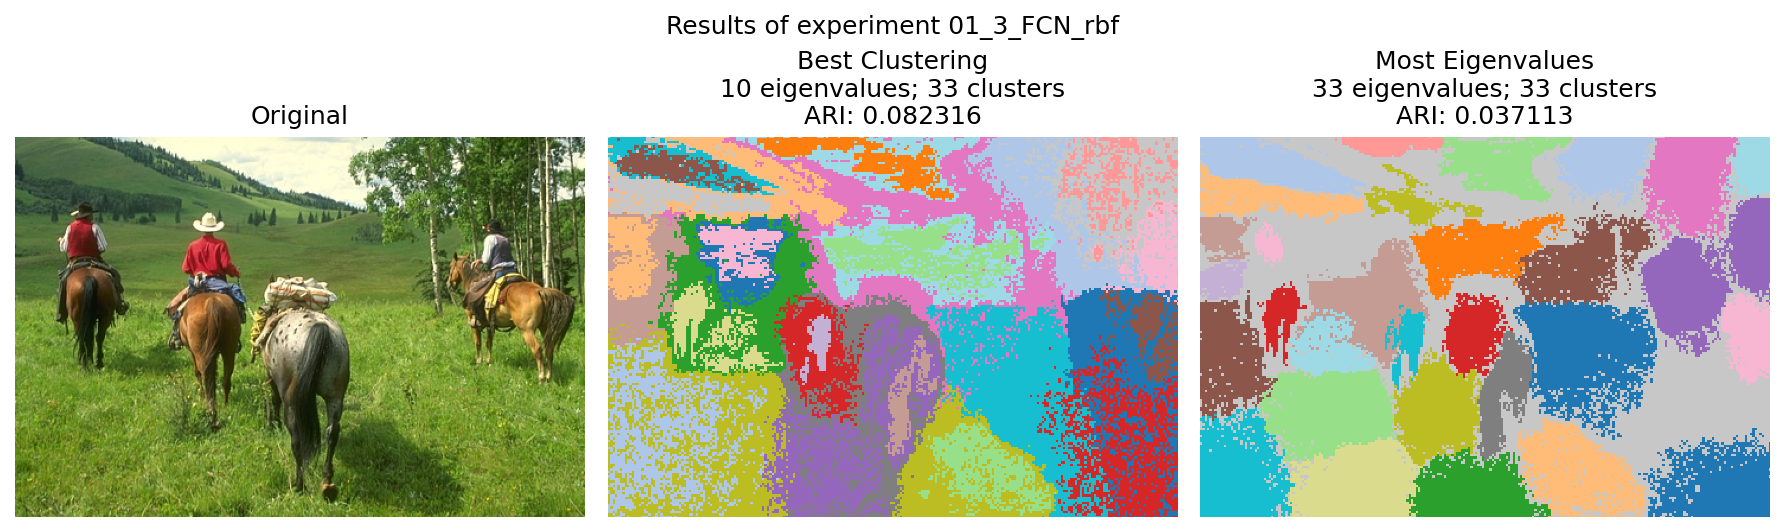 Results of experiment 01_3_FCN_rbf
Original
Best Clustering
10 eigenvalues; 33 clusters
ARI: 0.082316
Most Eigenvalues
33 eigenvalues; 33 clusters
ARI: 0.037113